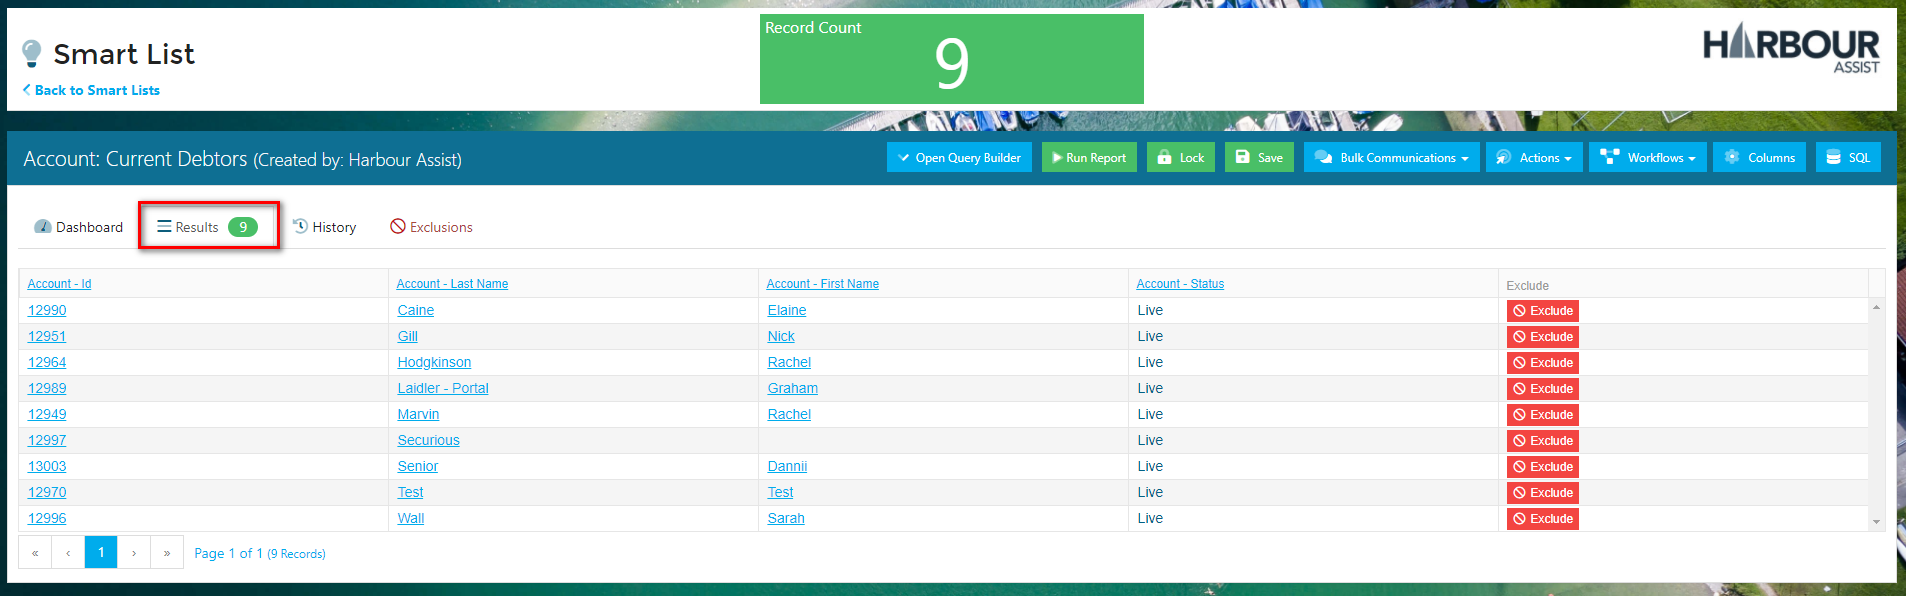 Smart List
Back to Smart Lists
Record Count
9
HARBOUR
ASSIST
Account: Current Debtors (Created by: Harbour Assist)
Open Query Builder Run Report Lock Save Bulk Communications Actions Workflows Columns SQL
Dashboard Results 9 History Exclusions
Account - Id Account - Last Name Account - First Name Account - Status Exclude
12990 Caine Elaine Live Exclude
12951 Gill Nick Live Exclude
12964 Hodgkinson Rachel Live Exclude
12989 Laidler - Portal Graham Live Exclude
12949 Marvin Rachel Live Exclude
12997 Securious Live Exclude
13003 Senior Dannii Live Exclude
12970 Test Test Live Exclude
12996 Wall Sarah Live Exclude
« ‹ 1 › » Page 1 of 1 (9 Records)